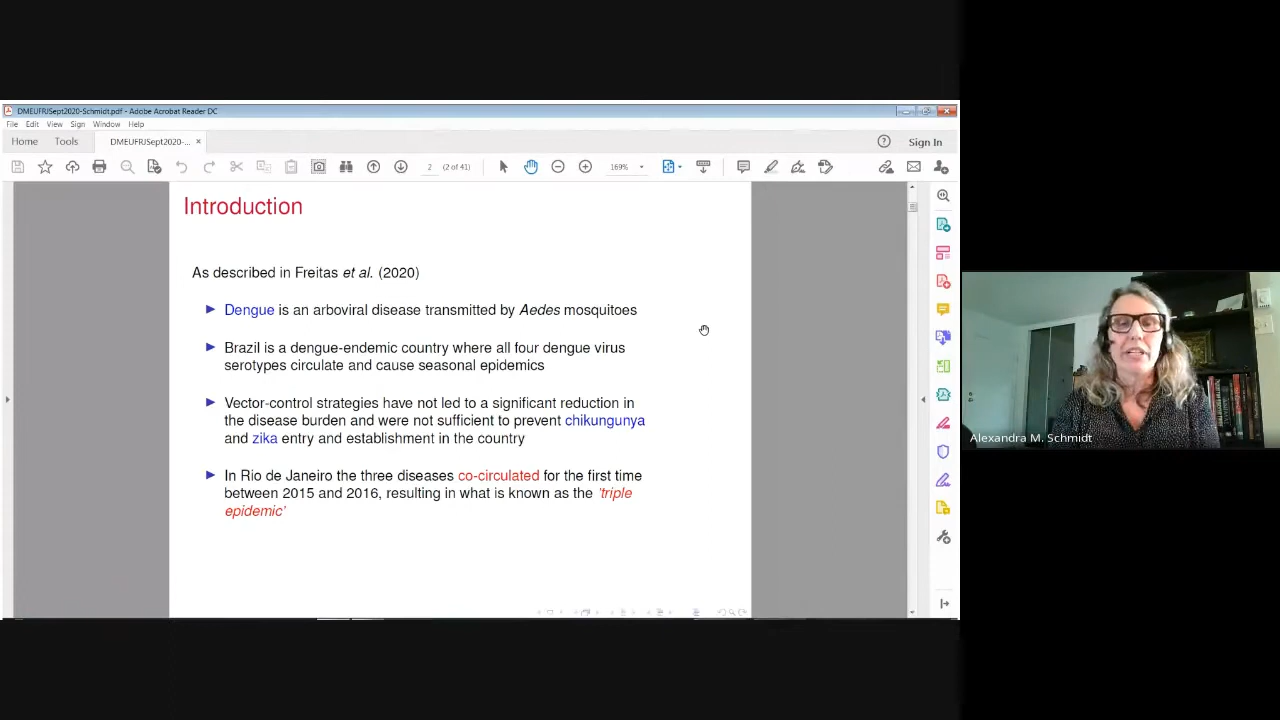 DMEUFRJSept2020-Schmidt.pdf - Adobe Acrobat Reader DC
File Edit View Sign Window Help
Home Tools DMEUFRJSept2020-... × Sign In
2 (2 of 41) 169%
Introduction
As described in Freitas et al. (2020)
Dengue is an arboviral disease transmitted by Aedes mosquitoes
Brazil is a dengue-endemic country where all four dengue virus
serotypes circulate and cause seasonal epidemics
Vector-control strategies have not led to a significant reduction in
the disease burden and were not sufficient to prevent chikungunya
and zika entry and establishment in the country
In Rio de Janeiro the three diseases co-circulated for the first time
between 2015 and 2016, resulting in what is known as the 'triple
epidemic'
Alexandra M. Schmidt